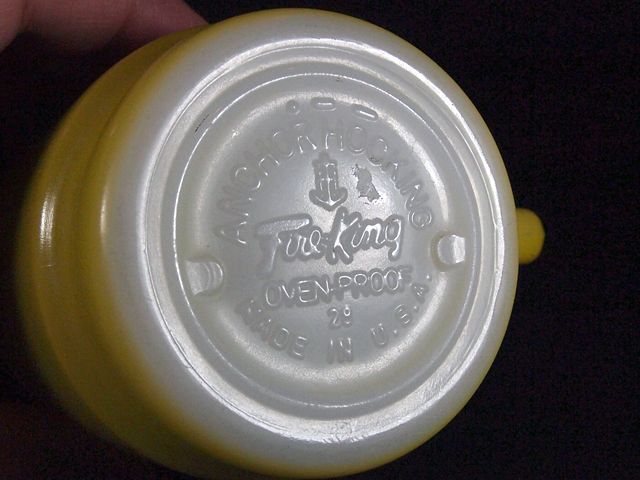 ANCHOR HOCKING
Fire-King
OVEN-PROOF
29
MADE IN U.S.A.